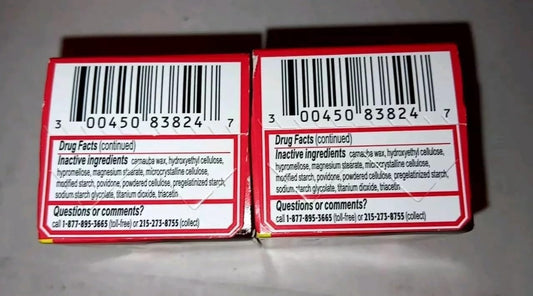 3 00450 83824 7
Drug Facts (continued)
Inactive ingredients carnauba wax, hydroxyethyl cellulose,
hypromellose, magnesium stearate, microcrystalline cellulose,
modified starch, povidone, powdered cellulose, pregelatinized starch,
sodium starch glycolate, titanium dioxide, triacetin
Questions or comments?
call 1-877-895-3665 (toll-free) or 215-273-8755 (collect)
3 00450 83824 7
Drug Facts (continued)
Inactive ingredients carnauba wax, hydroxyethyl cellulose,
hypromellose, magnesium stearate, microcrystalline cellulose,
modified starch, povidone, powdered cellulose, pregelatinized starch,
sodium starch glycolate, titanium dioxide, triacetin
Questions or comments?
call 1-877-895-3665 (toll-free) or 215-273-8755 (collect)